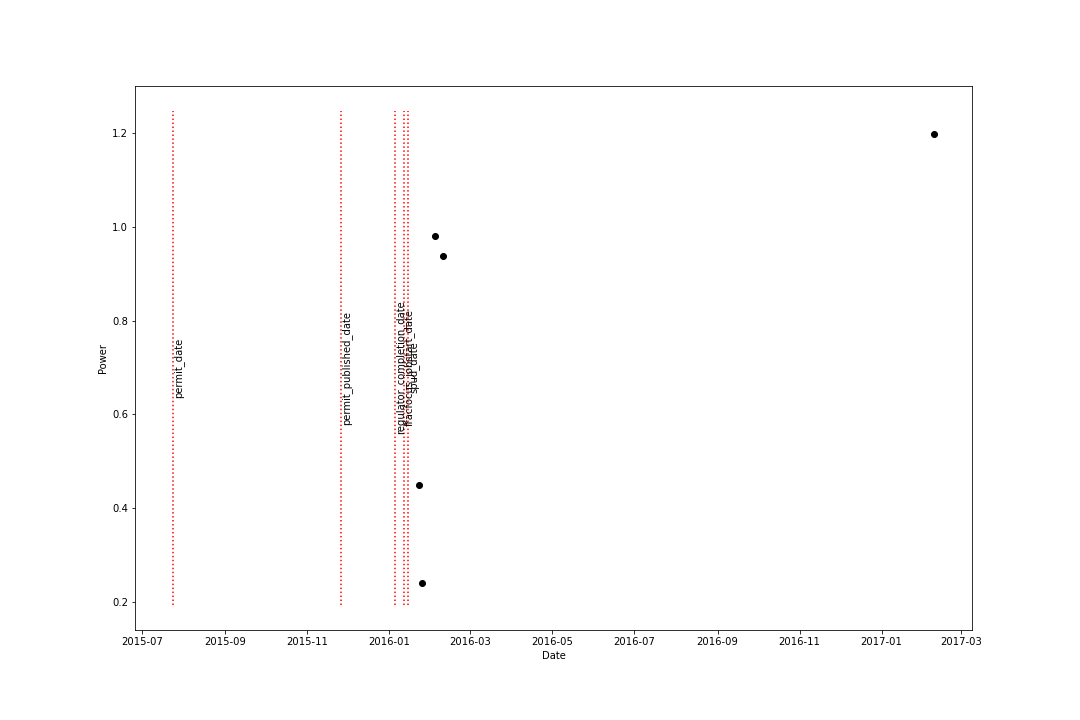 1.2
1.0
0.8
0.6
0.4
0.2
Power
permit_date
permit_published_date
regulator_completion_date
fracfocus_jobstart_date
spud_date
2015-07 2015-09 2015-11 2016-01 2016-03 2016-05 2016-07 2016-09 2016-11 2017-01 2017-03
Date